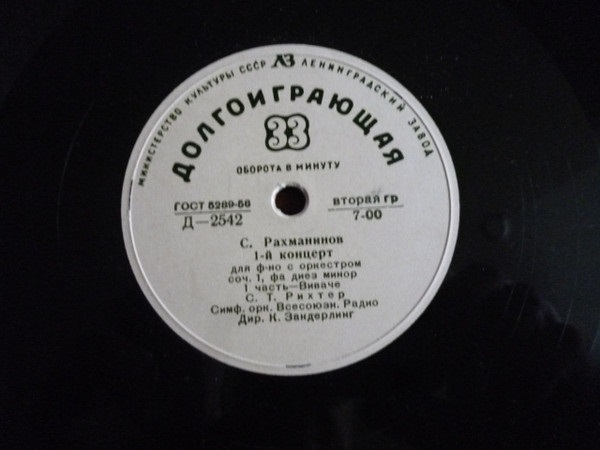 МИНИСТЕРСТВО КУЛЬТУРЫ СССР ЛЗ ЛЕНИНГРАДСКИЙ ЗАВОД
ДОЛГОИГРАЮЩАЯ
33
ОБОРОТА В МИНУТУ
ГОСТ 5289-56
Д—2542
вторая гр
7-00
С. Рахманинов
1-й концерт
для ф-но с оркестром
соч. 1, фа диез минор
1 часть—Виваче
С. Т. Рихтер
Симф. орк. Всесоюзн. Радио
Дир. К. Зандерлинг